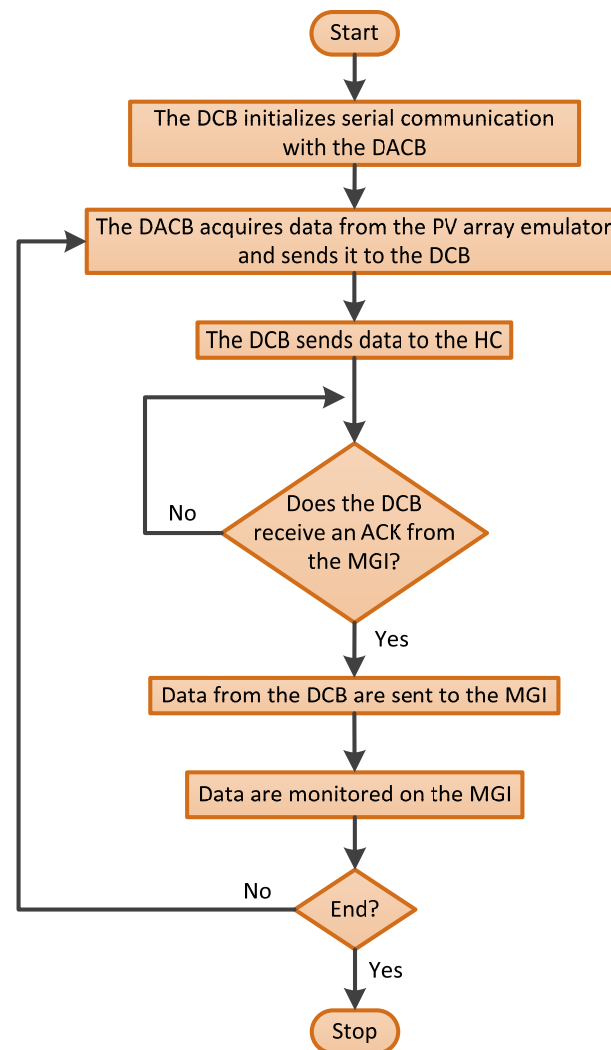 Start
The DCB initializes serial communication
with the DACB
The DACB acquires data from the PV array emulator
and sends it to the DCB
The DCB sends data to the HC
Does the DCB
receive an ACK from
the MGI?
No
Yes
Data from the DCB are sent to the MGI
Data are monitored on the MGI
No
End?
Yes
Stop